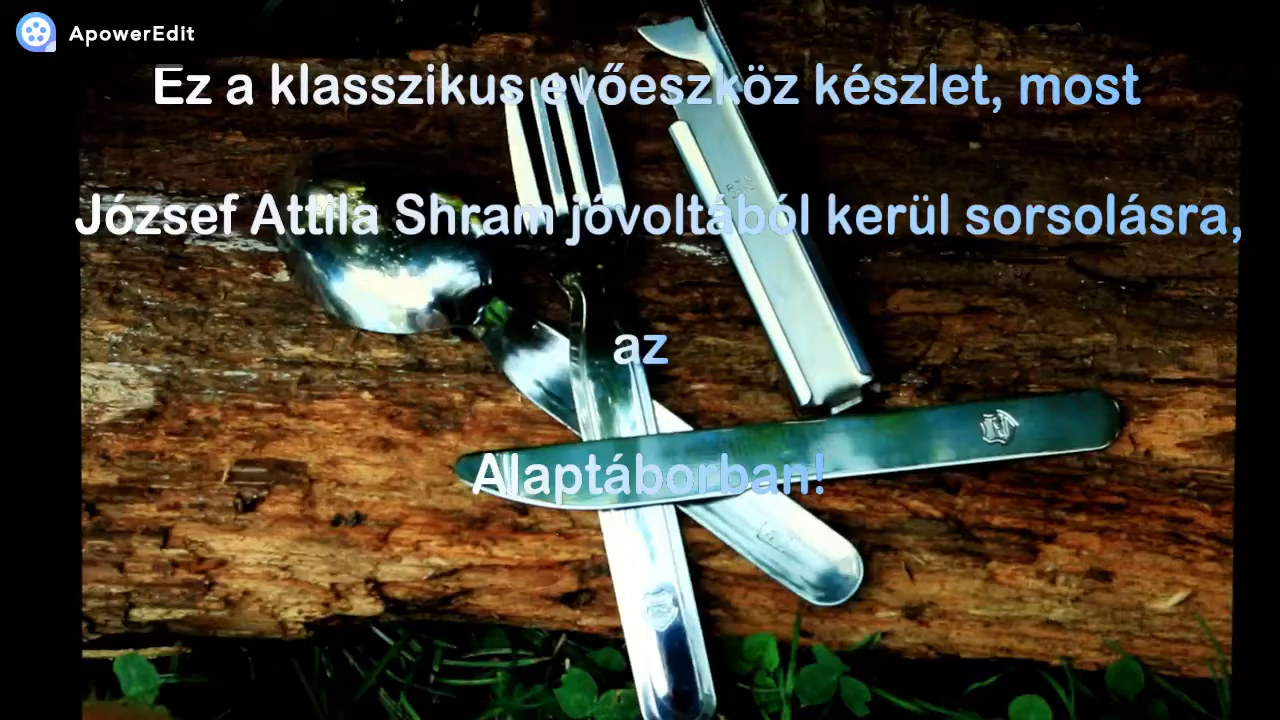 ApowerEdit
Ez a klasszikus evőeszköz készlet, most
József Attila Shram jóvoltából kerül sorsolásra,
az
Alaptáborban!